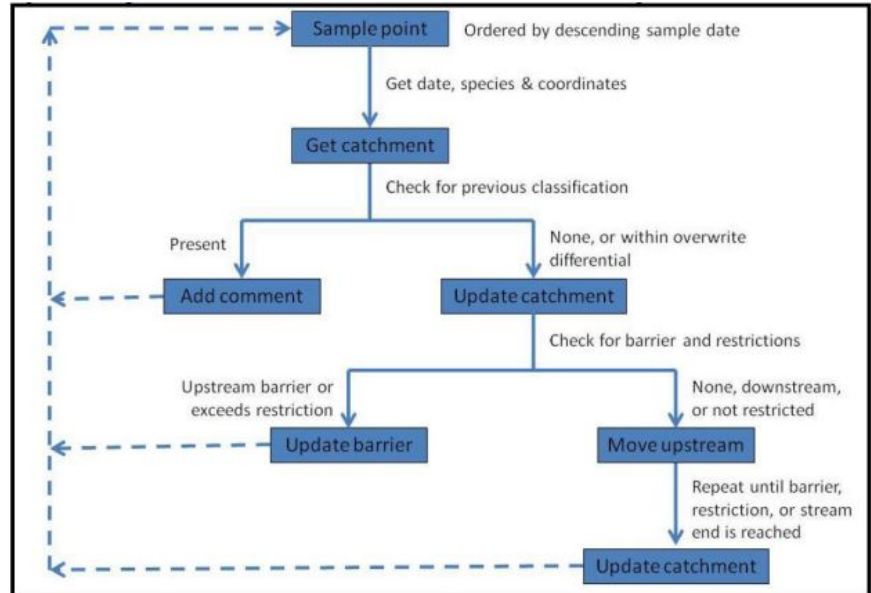 Sample point
Ordered by descending sample date
Get date, species & coordinates
Get catchment
Check for previous classification
Present
None, or within overwrite
differential
Add comment
Update catchment
Check for barrier and restrictions
Upstream barrier or
exceeds restriction
None, downstream,
or not restricted
Update barrier
Move upstream
Repeat until barrier,
restriction, or stream
end is reached
Update catchment